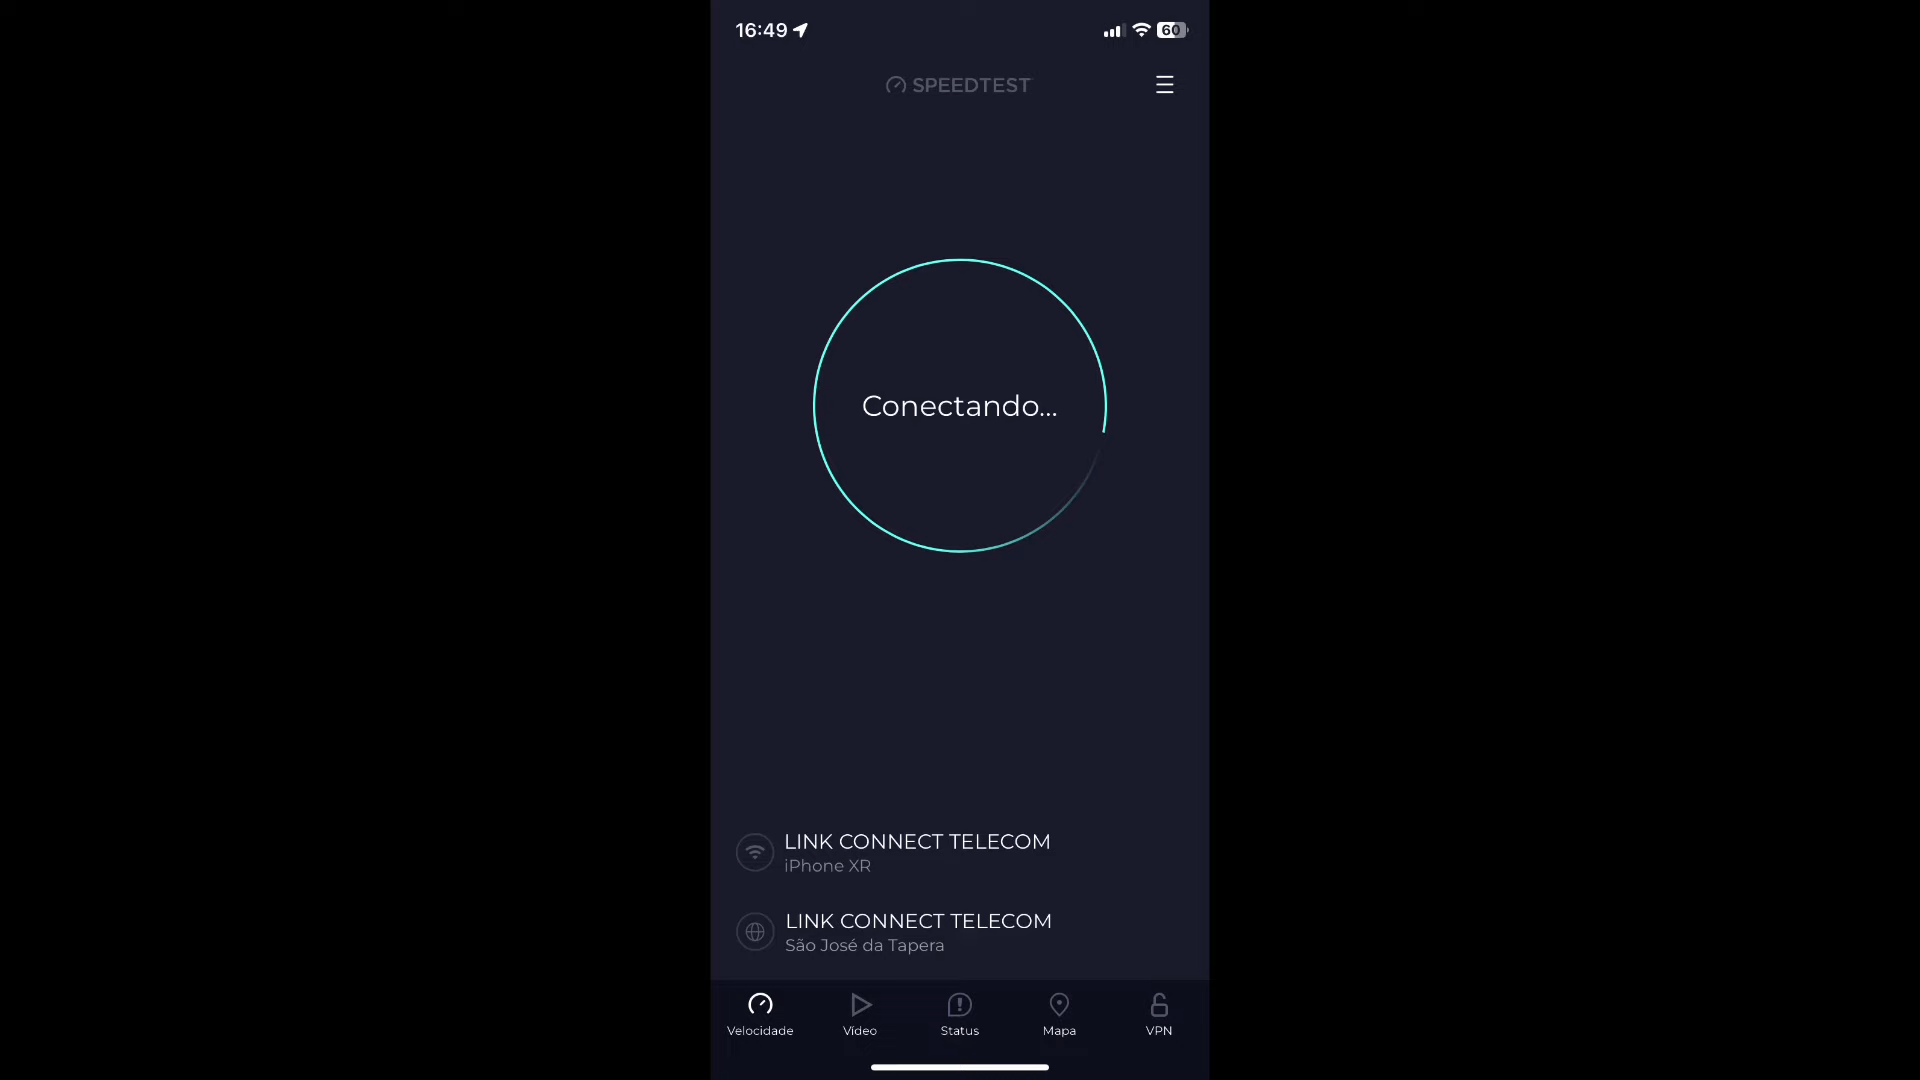 16:49
60
SPEEDTEST
Conectando...
LINK CONNECT TELECOM
iPhone XR
LINK CONNECT TELECOM
São José da Tapera
Velocidade
Vídeo
Status
Mapa
VPN